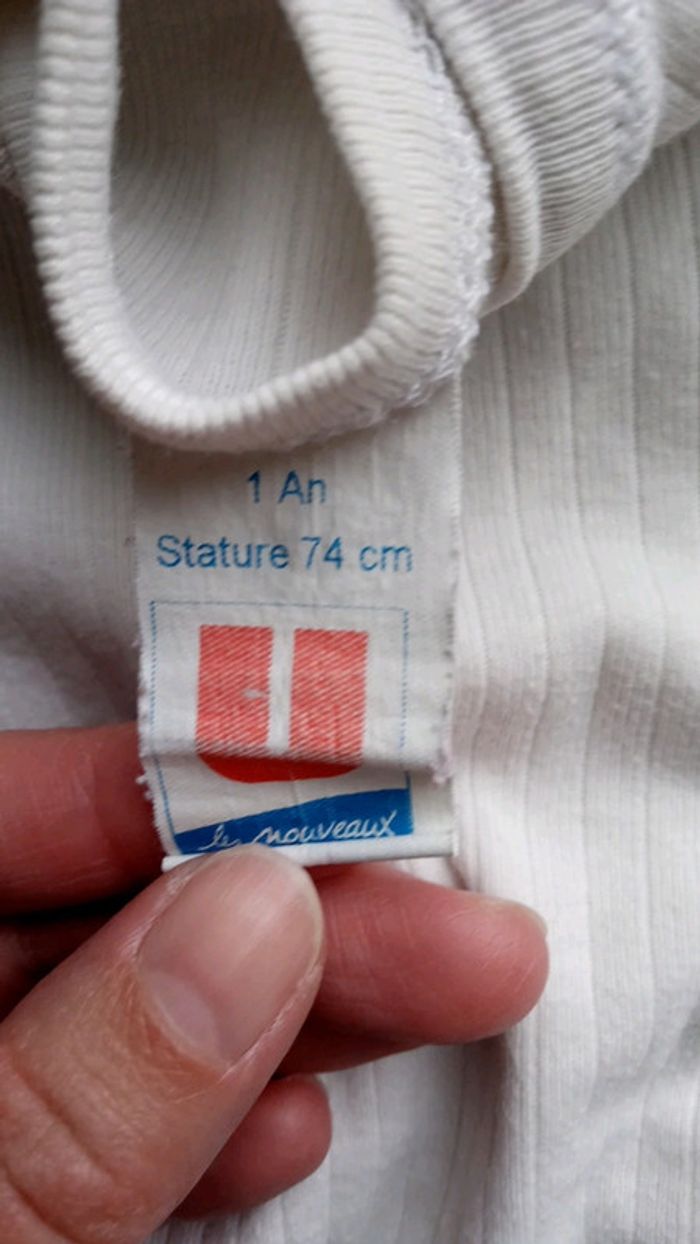 1 An
Stature 74 cm
les nouveaux